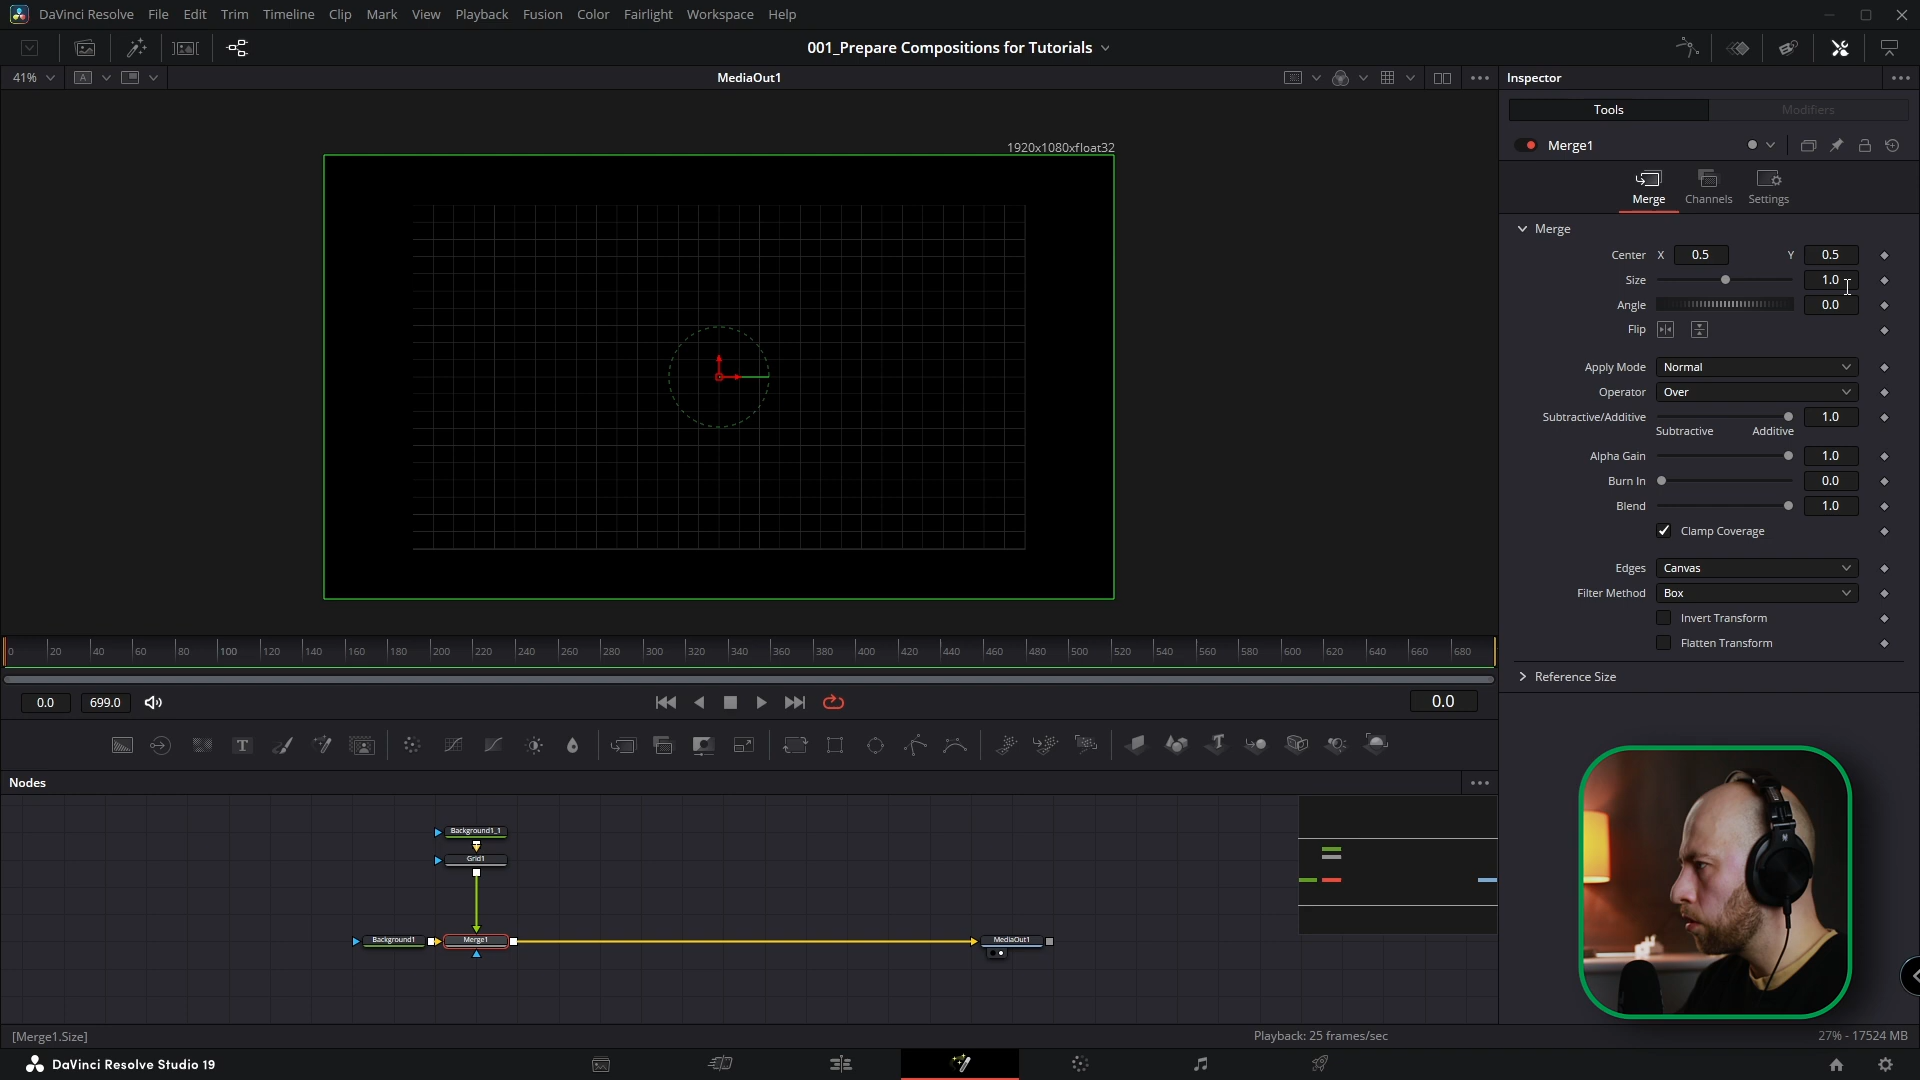 DaVinci Resolve File Edit Trim Timeline Clip Mark View Playback Fusion Color Fairlight Workspace Help
001_Prepare Compositions for Tutorials
41% A MediaOut1 Inspector
Tools Modifiers
1920x1080xfloat32
Merge1
Merge Channels Settings
Merge
Center X 0.5 Y 0.5
Size 1.0
Angle 0.0
Flip
Apply Mode Normal
Operator Over
Subtractive/Additive 1.0
Subtractive Additive
Alpha Gain 1.0
Burn In 0.0
Blend 1.0
Clamp Coverage
Edges Canvas
Filter Method Box
Invert Transform
Flatten Transform
Reference Size
0 20 40 60 80 100 120 140 160 180 200 220 240 260 280 300 320 340 360 380 400 420 440 460 480 500 520 540 560 580 600 620 640 660 680
0.0 699.0 0.0
T T
Nodes
Background1_1
Grid1
Background1 Merge1 MediaOut1
[Merge1.Size] Playback: 25 frames/sec 27% - 17524 MB
DaVinci Resolve Studio 19